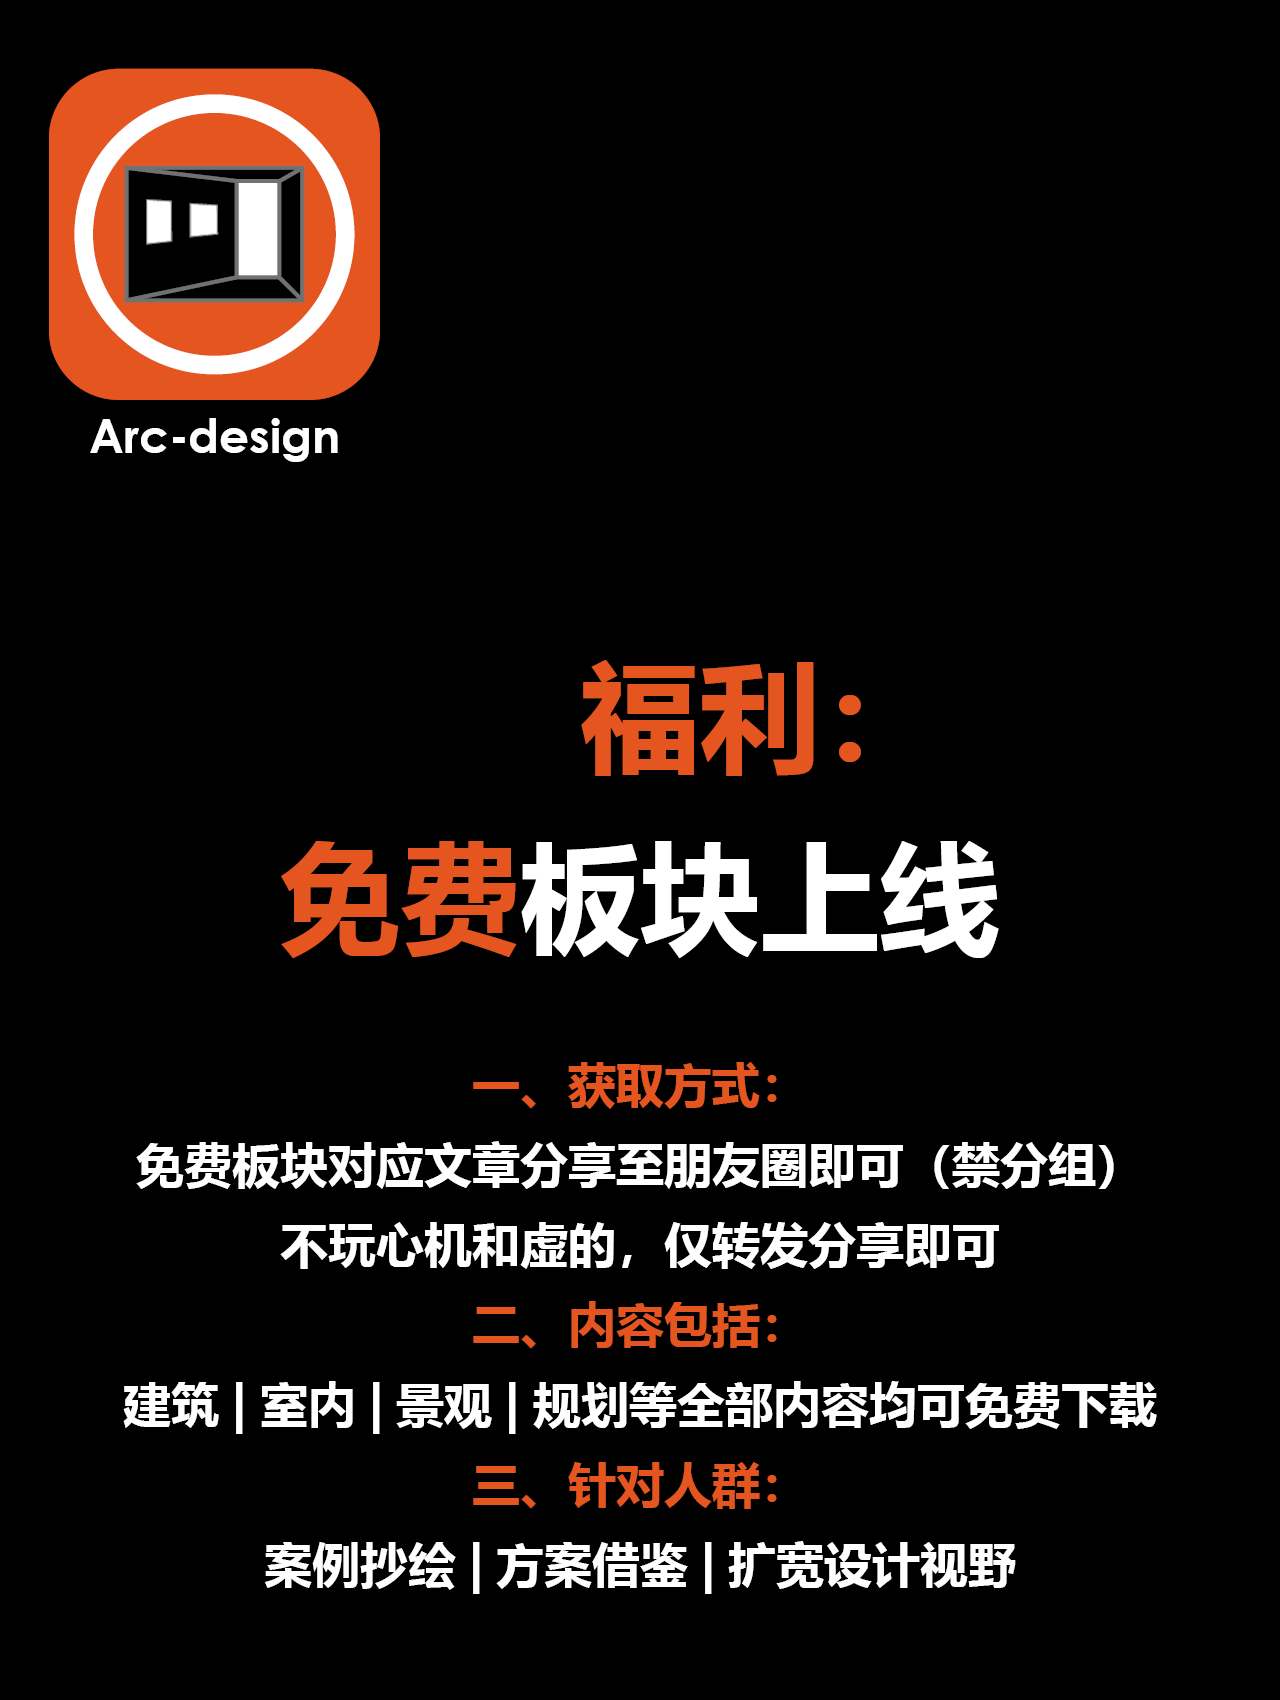 Arc-design
福利：
免费板块上线
一、获取方式：
免费板块对应文章分享至朋友圈即可（禁分组）
不玩心机和虚的，仅转发分享即可
二、内容包括：
建筑 | 室内 | 景观 | 规划等全部内容均可免费下载
三、针对人群：
案例抄绘 | 方案借鉴 | 扩宽设计视野